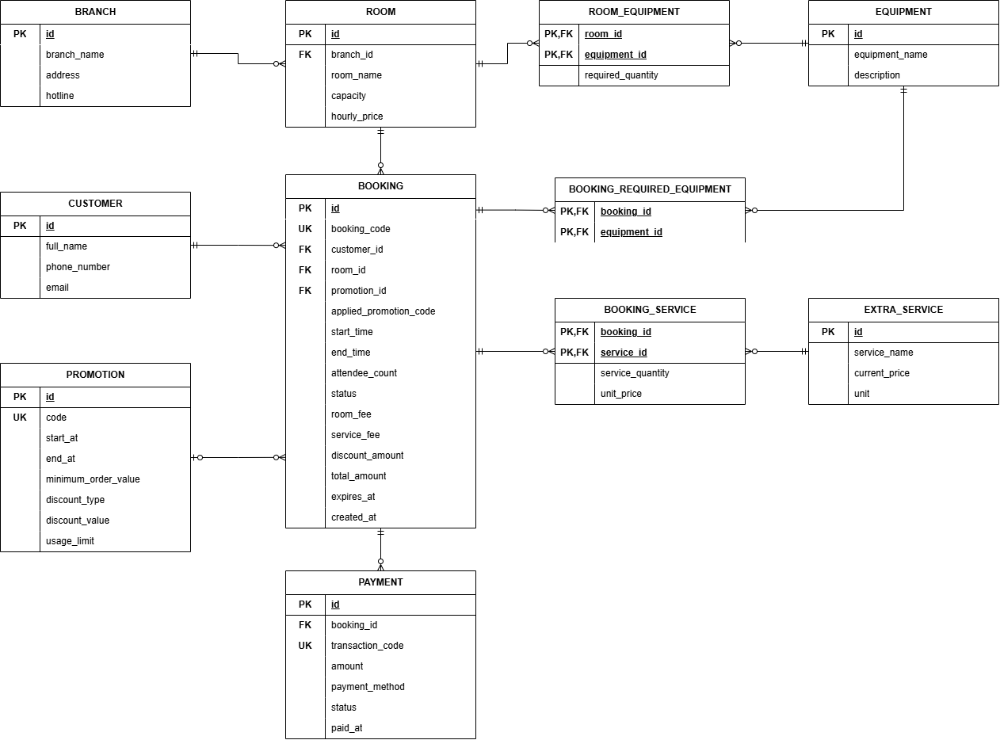 BRANCH
PK id
branch_name
address
hotline
ROOM
PK id
FK branch_id
room_name
capacity
hourly_price
ROOM_EQUIPMENT
PK,FK room_id
PK,FK equipment_id
required_quantity
EQUIPMENT
PK id
equipment_name
description
CUSTOMER
PK id
full_name
phone_number
email
BOOKING
PK id
UK booking_code
FK customer_id
FK room_id
FK promotion_id
applied_promotion_code
start_time
end_time
attendee_count
status
room_fee
service_fee
discount_amount
total_amount
expires_at
created_at
BOOKING_REQUIRED_EQUIPMENT
PK,FK booking_id
PK,FK equipment_id
BOOKING_SERVICE
PK,FK booking_id
PK,FK service_id
service_quantity
unit_price
EXTRA_SERVICE
PK id
service_name
current_price
unit
PROMOTION
PK id
UK code
start_at
end_at
minimum_order_value
discount_type
discount_value
usage_limit
PAYMENT
PK id
FK booking_id
UK transaction_code
amount
payment_method
status
paid_at